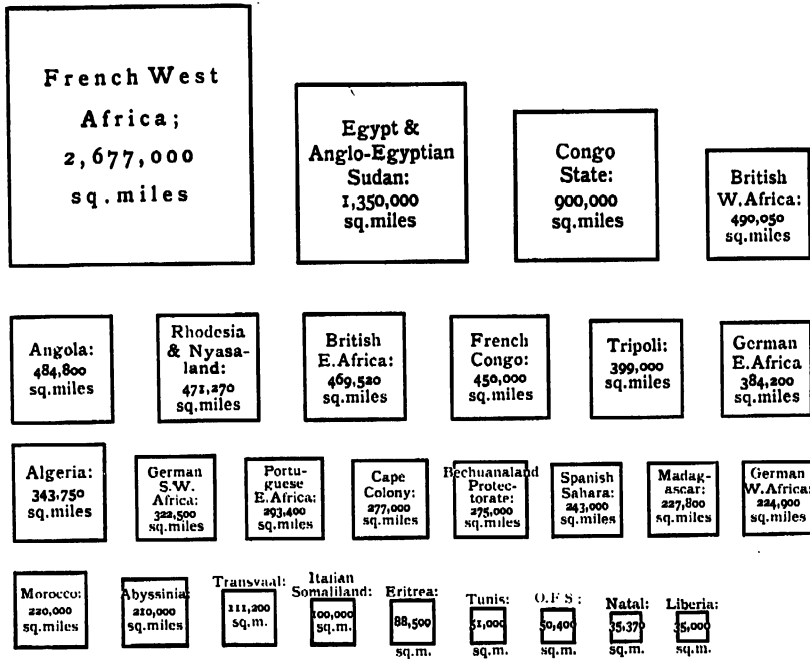 French West
Africa;
2,677,000
sq.miles
Egypt &
Anglo-Egyptian
Sudan:
1,350,000
sq.miles
Congo
State:
900,000
sq.miles
British
W.Africa:
490,050
sq.miles
Angola:
484,800
sq.miles
Rhodesia
& Nyasa-
land:
471,270
sq.miles
British
E.Africa:
469,520
sq.miles
French
Congo:
450,000
sq.miles
Tripoli:
399,000
sq.miles
German
E.Africa
384,200
sq.miles
Algeria:
343,750
sq.miles
German
S.W.
Africa:
322,500
sq.miles
Portu-
guese
E.Africa:
293,400
sq.miles
Cape
Colony:
277,000
sq.miles
Bechuanaland
Protec-
torate:
275,000
sq.miles
Spanish
Sahara:
243,000
sq.miles
Madag-
ascar:
227,800
sq.miles
German
W.Africa:
224,900
sq.miles
Morocco:
220,000
sq.miles
Abyssinia:
210,000
sq.miles
Transvaal:
111,200
sq.m.
Italian
Somaliland:
100,000
sq.m.
Eritrea:
88,500
sq.m.
Tunis:
51,000
sq.m.
O.F S:
50,400
sq.m.
Natal:
35,370
sq.m.
Liberia:
35,000
sq.m.